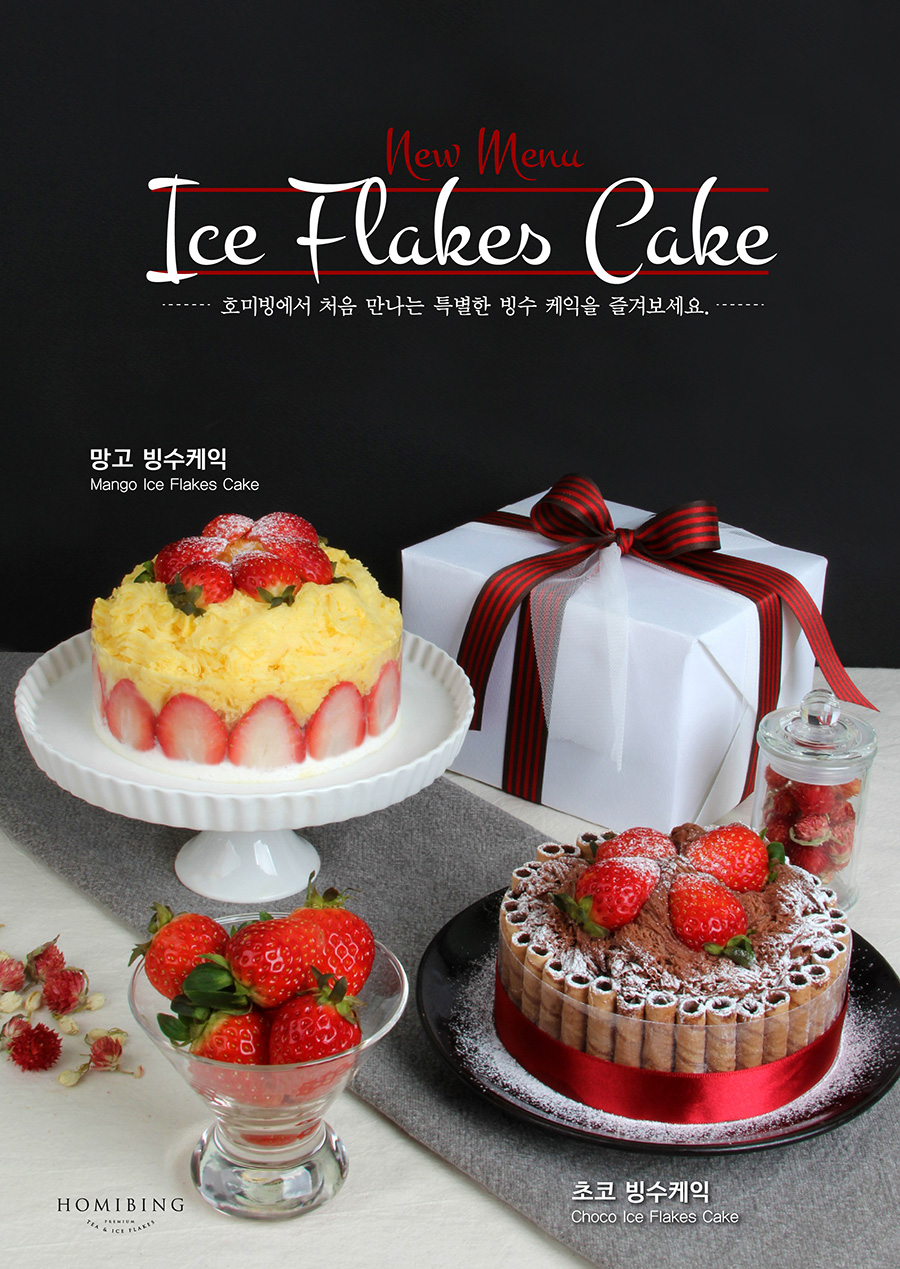 New Menu
Ice Flakes Cake
호미빙에서 처음 만나는 특별한 빙수 케익을 즐겨보세요.
망고 빙수케익
Mango Ice Flakes Cake
초코 빙수케익
Choco Ice Flakes Cake
HOMIBING
PREMIUM
TEA & ICE FLAKES